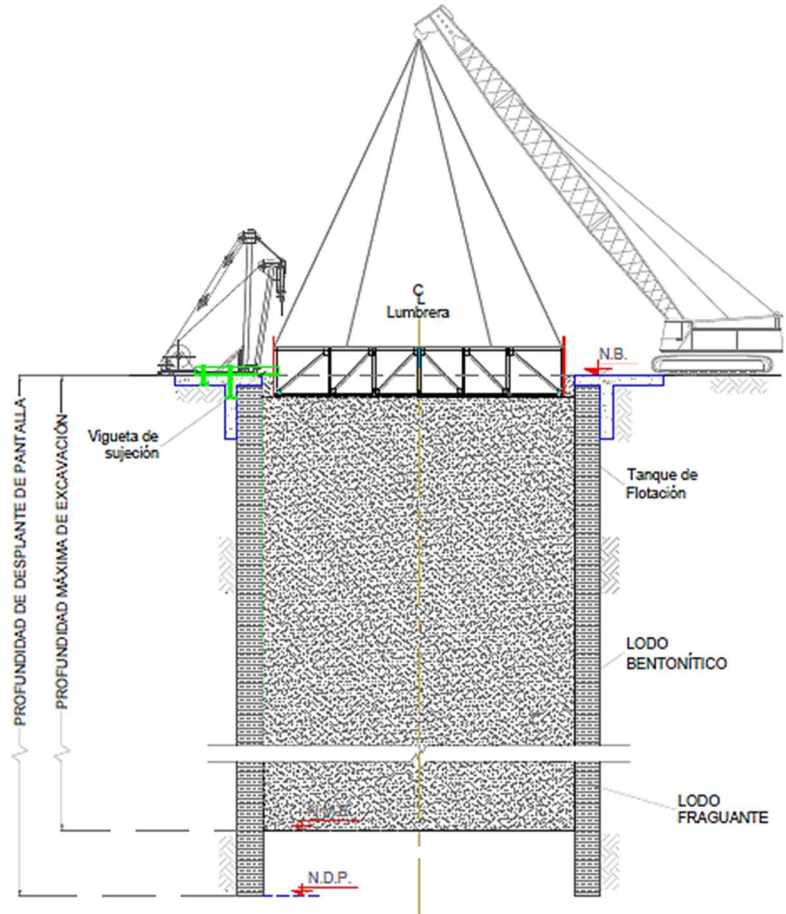 C
L
Lumbrera
N.B.
Vigueta de
sujeción
Tanque de
Flotación
PROFUNDIDAD DE DESPLANTE DE PANTALLA
PROFUNDIDAD MÁXIMA DE EXCAVACIÓN
LODO
BENTONÍTICO
LODO
FRAGUANTE
N.D.P.